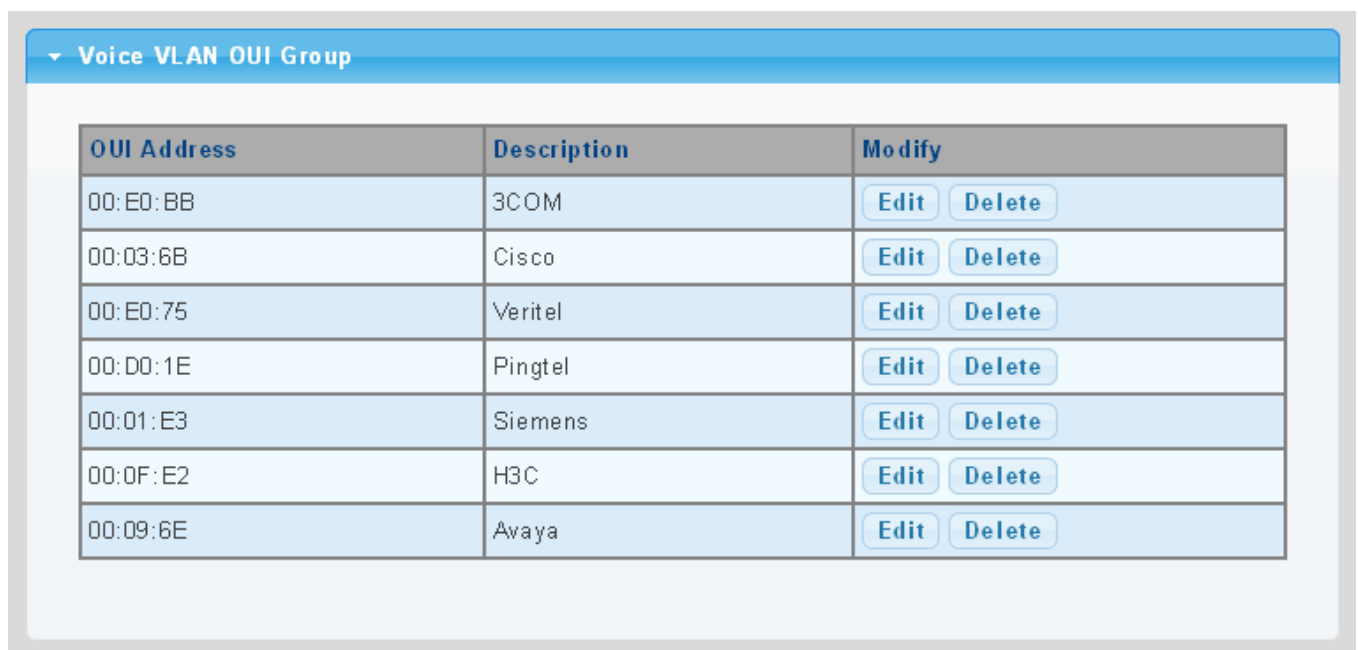 Voice VLAN OUI Group
OUI Address Description Modify
00:E0:BB 3COM Edit Delete
00:03:6B Cisco Edit Delete
00:E0:75 Veritel Edit Delete
00:D0:1E Pingtel Edit Delete
00:01:E3 Siemens Edit Delete
00:0F:E2 H3C Edit Delete
00:09:6E Avaya Edit Delete